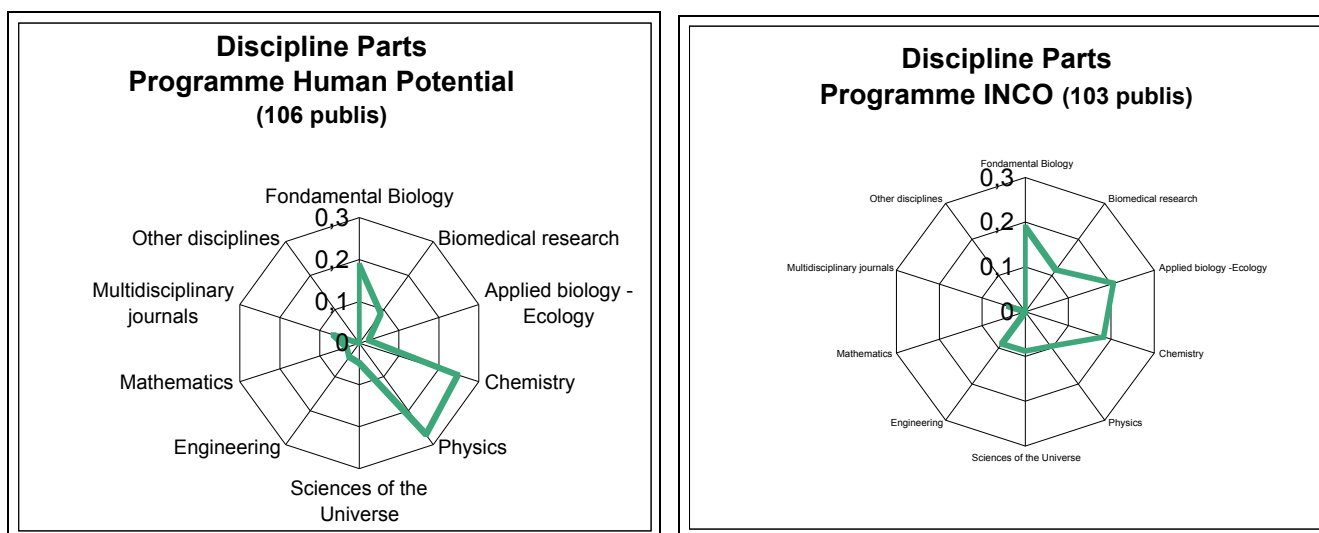 Discipline Parts
Programme Human Potential
(106 publis)
Fondamental Biology
0,3
Other disciplines
Biomedical research
0,2
Multidisciplinary
journals
Applied biology -
Ecology
0,1
0
Mathematics
Chemistry
Engineering
Physics
Sciences of the
Universe
Discipline Parts
Programme INCO (103 publis)
Fundamental Biology
0,3
Other disciplines
Biomedical research
0,2
Multidisciplinary journals
Applied biology -Ecology
0,1
0
Mathematics
Chemistry
Engineering
Physics
Sciences of the Universe